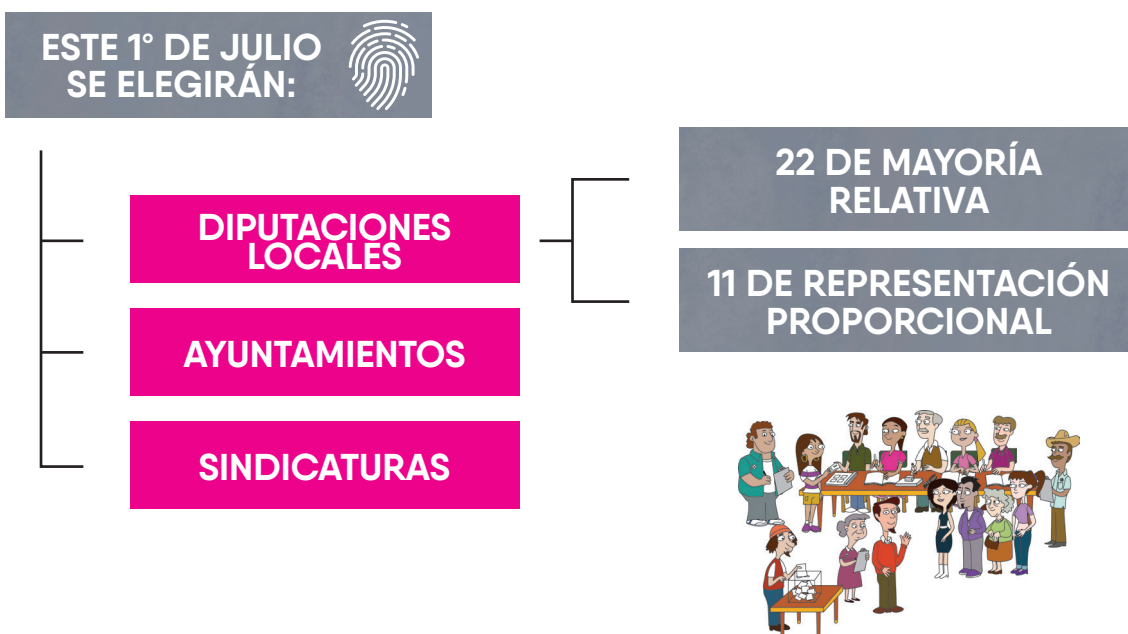 ESTE 1° DE JULIO
SE ELEGIRÁN:
DIPUTACIONES
LOCALES
22 DE MAYORÍA
RELATIVA
11 DE REPRESENTACIÓN
PROPORCIONAL
AYUNTAMIENTOS
SINDICATURAS